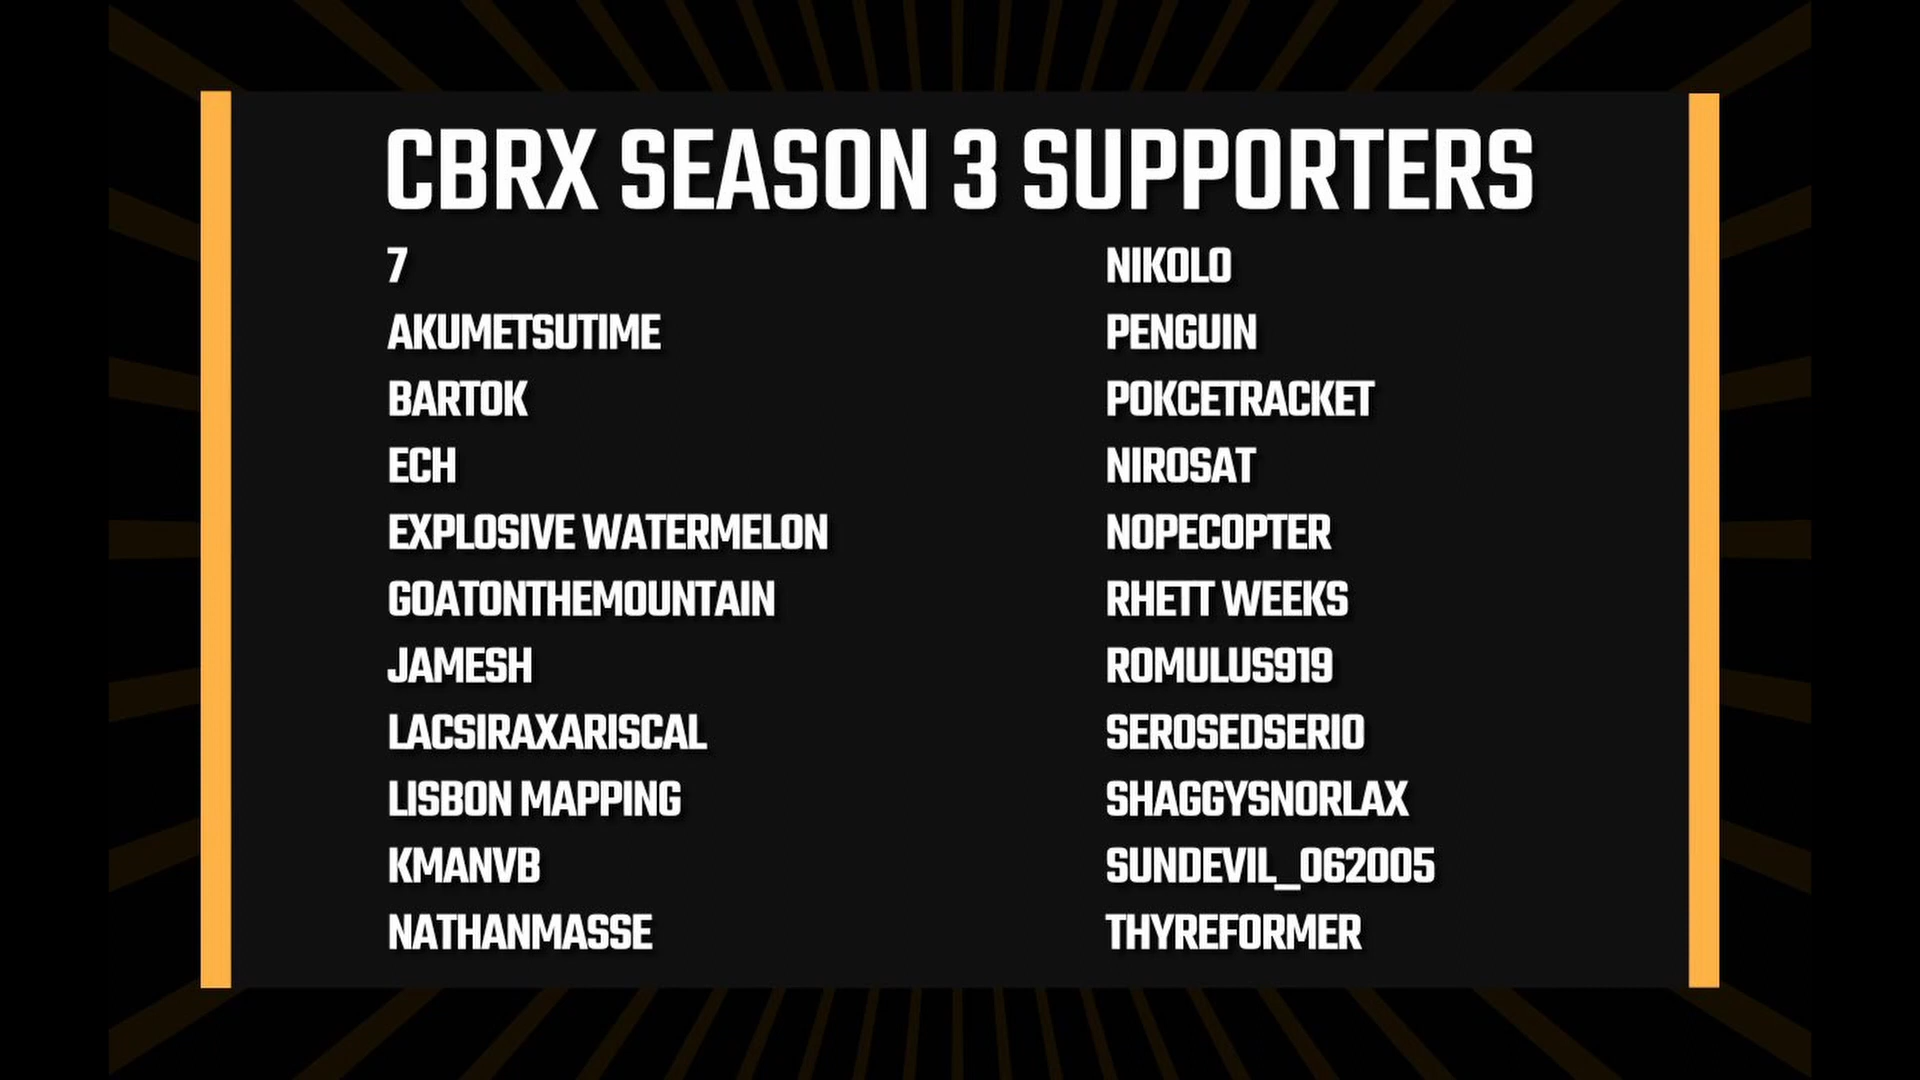 CBRX SEASON 3 SUPPORTERS
7
AKUMETSUTIME
BARTOK
ECH
EXPLOSIVE WATERMELON
GOATONTHEMOUNTAIN
JAMESH
LACSIRAXARISCAL
LISBON MAPPING
KMANVB
NATHANMASSE
NIKOLO
PENGUIN
POKCETRACKET
NIROSAT
NOPECOPTER
RHETT WEEKS
ROMULUS919
SEROSEDSERIO
SHAGGYSNORLAX
SUNDEVIL_062005
THYREFORMER